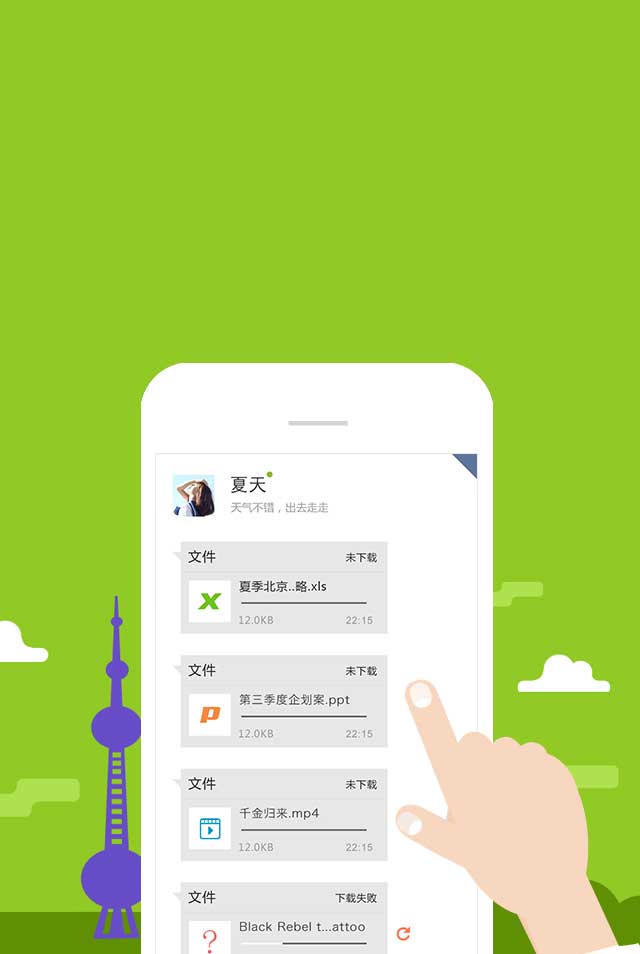 夏天
天气不错，出去走走
文件 未下载
夏季北京..略.xls
12.0KB 22:15
文件 未下载
第三季度企划案.ppt
12.0KB 22:15
文件 未下载
千金归来.mp4
12.0KB 22:15
文件 下载失败
Black Rebel t...attoo